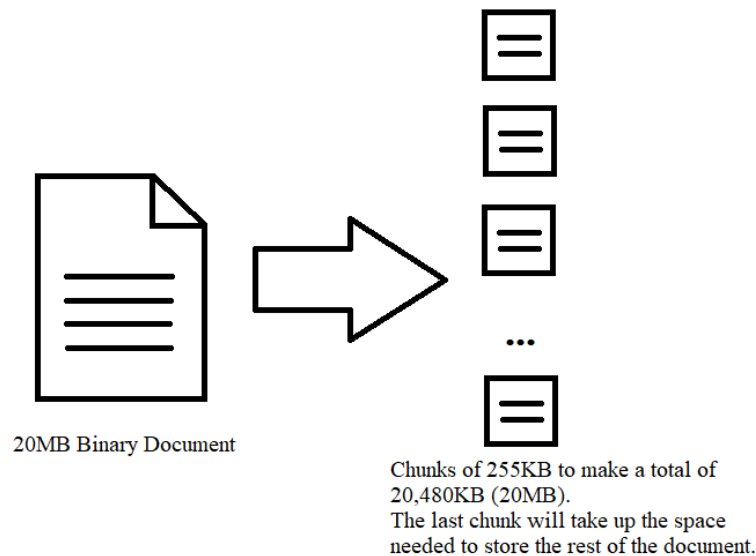 ...
20MB Binary Document
Chunks of 255KB to make a total of
20,480KB (20MB).
The last chunk will take up the space
needed to store the rest of the document.